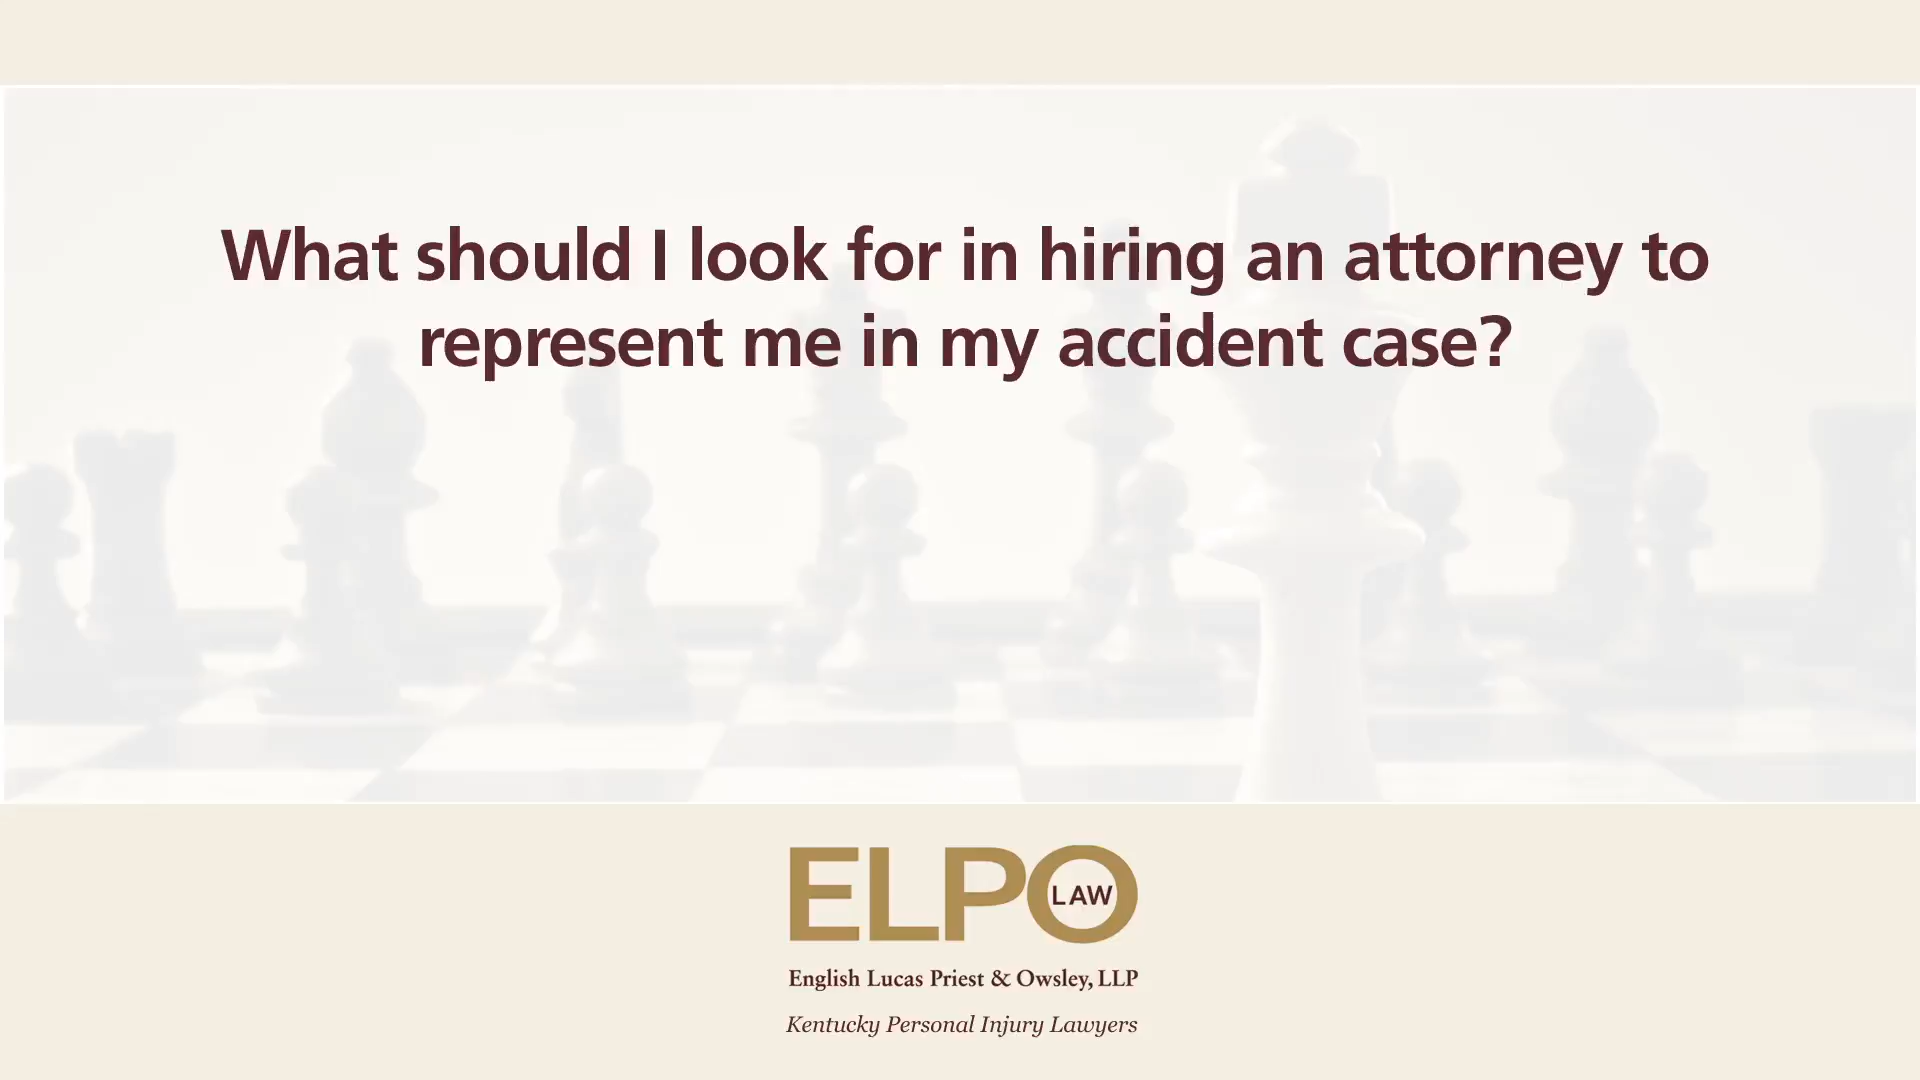 What should I look for in hiring an attorney to
represent me in my accident case?
ELPO
LAW
English Lucas Priest & Owsley, LLP
Kentucky Personal Injury Lawyers